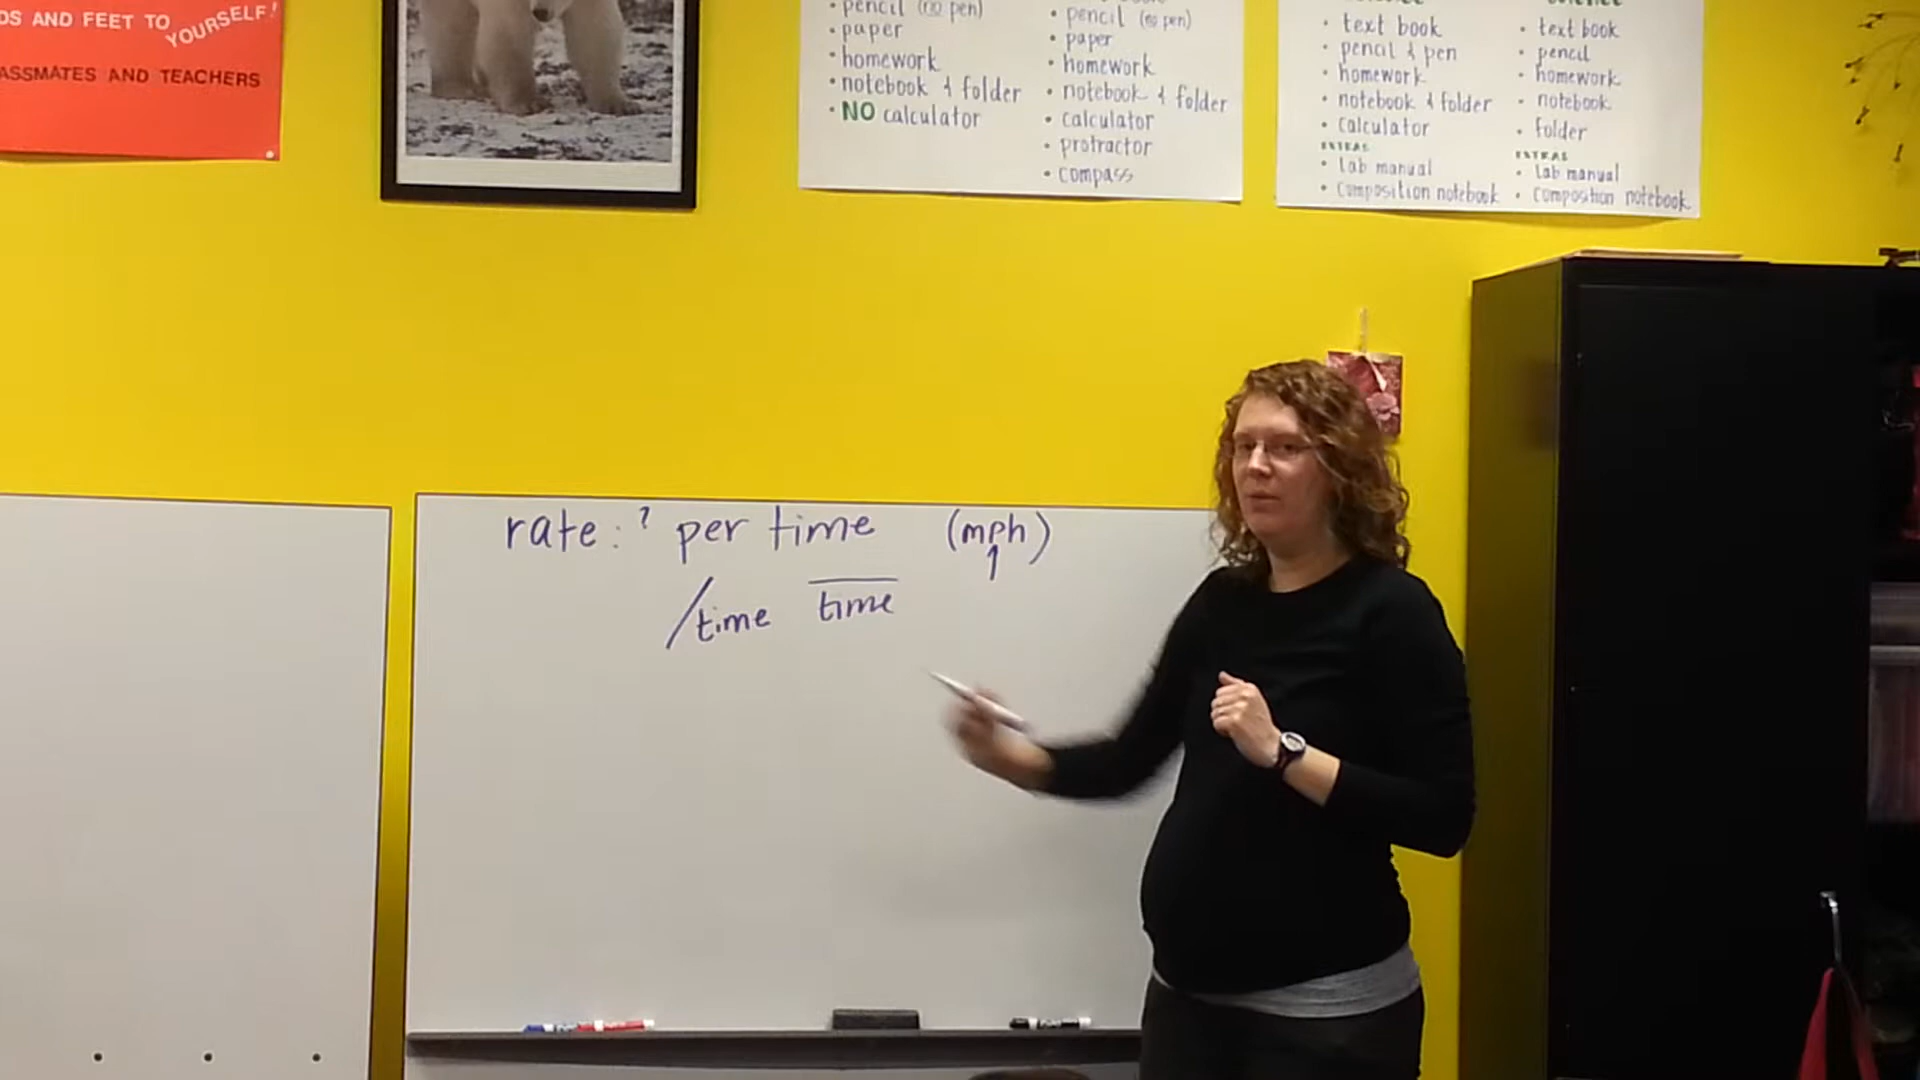 DS AND FEET TO YOURSELF!
ASSMATES AND TEACHERS
• pencil (no pen)
• paper
• homework
• notebook & folder
• NO calculator
• pencil (no pen)
• paper
• homework
• notebook & folder
• calculator
• protractor
• compass
• text book
• pencil & pen
• homework
• notebook & folder
• calculator
EXTRAS
• Lab manual
• composition notebook
• text book
• pencil
• homework
• notebook
• folder
EXTRAS
• Lab manual
• composition notebook
rate: ? per time (mph)
/time time